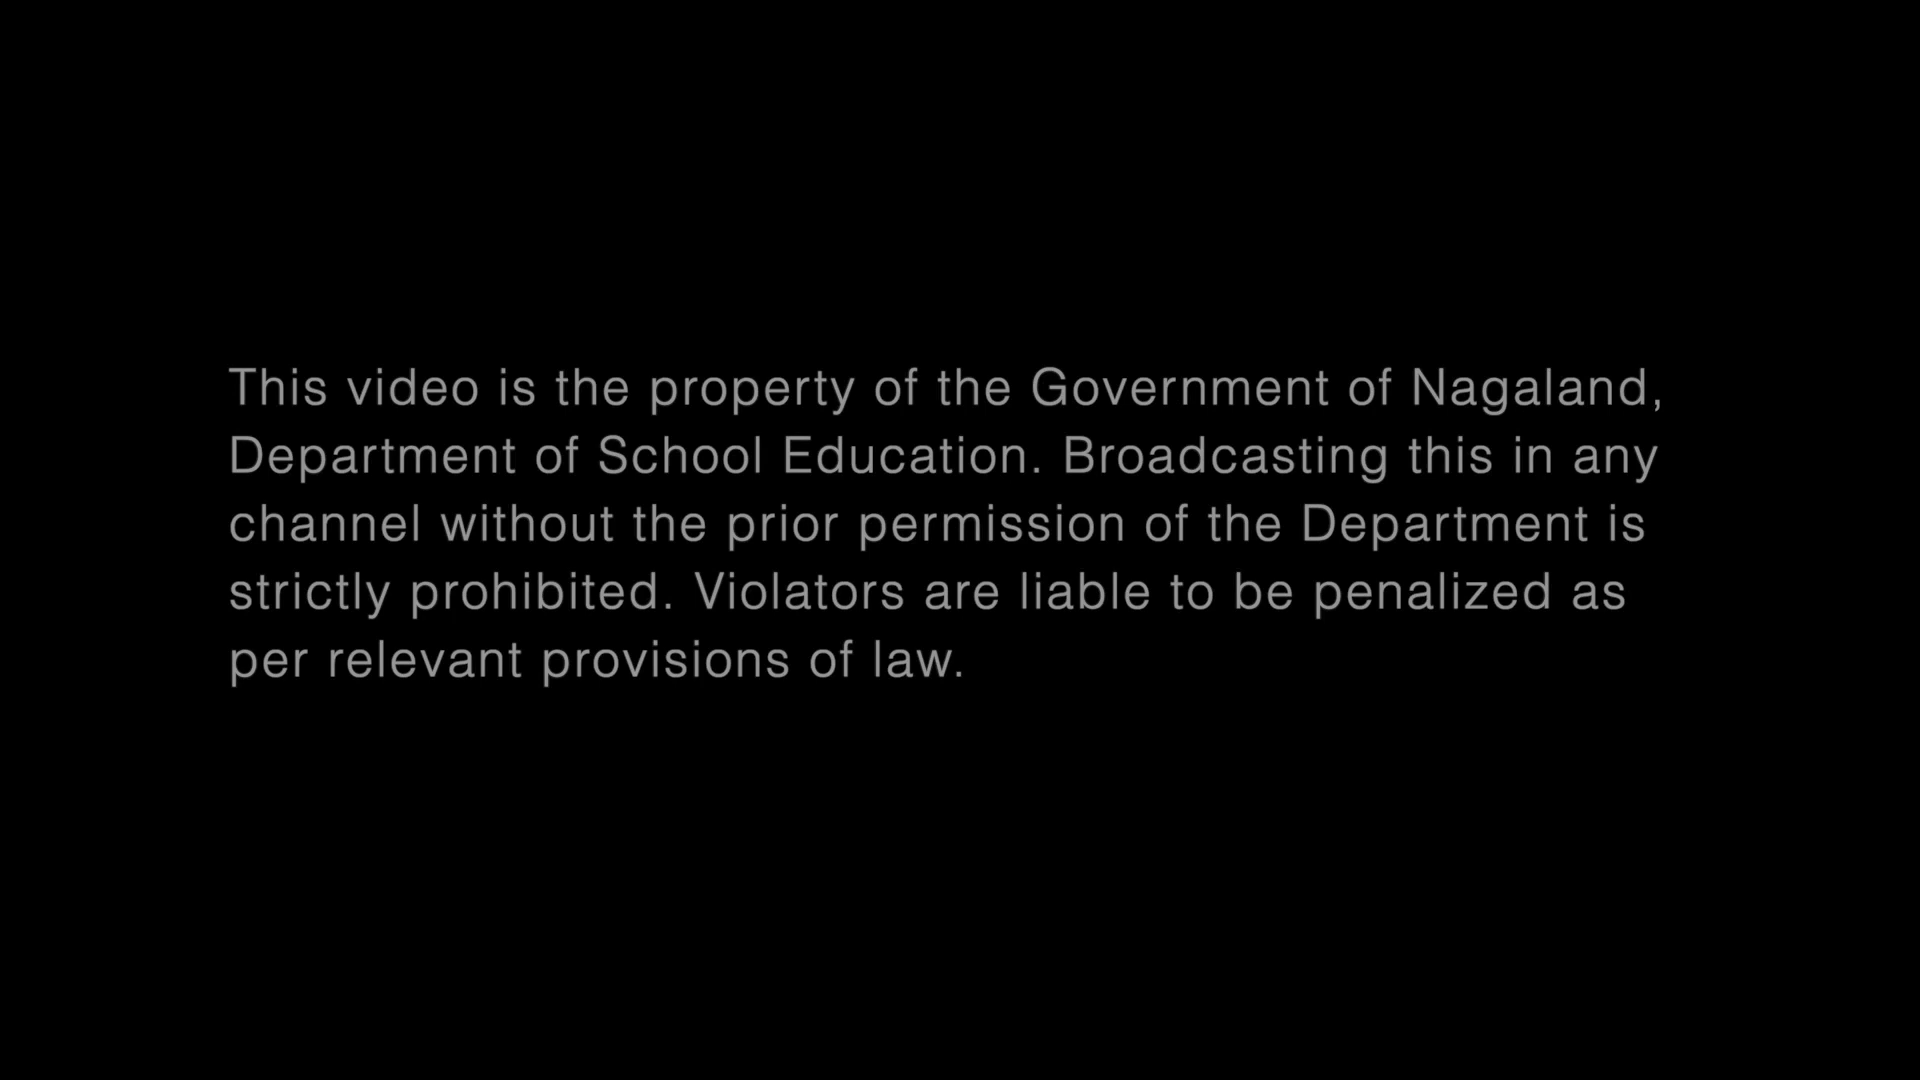 This video is the property of the Government of Nagaland,
Department of School Education. Broadcasting this in any
channel without the prior permission of the Department is
strictly prohibited. Violators are liable to be penalized as
per relevant provisions of law.